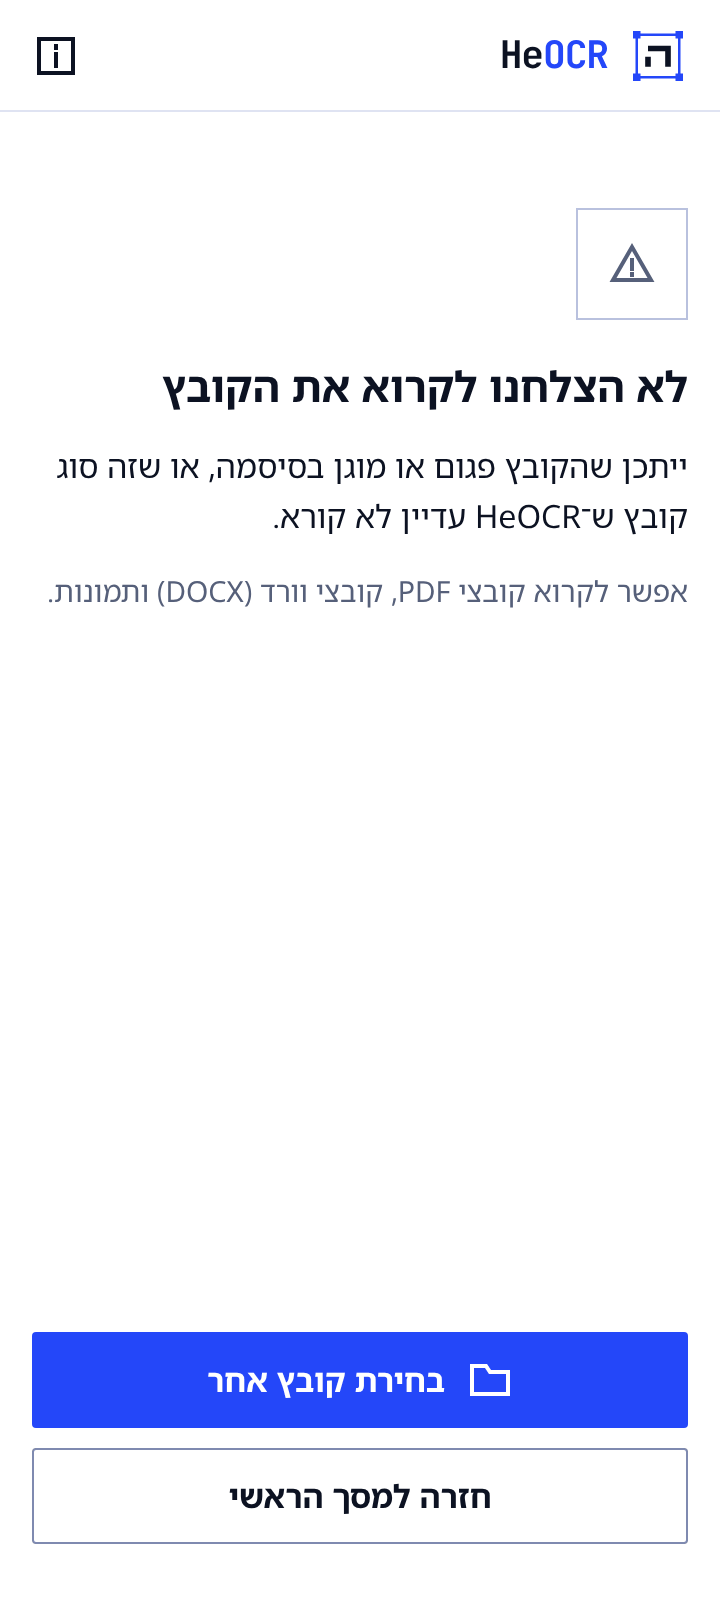 HeOCR
לא הצלחנו לקרוא את הקובץ
ייתכן שהקובץ פגום או מוגן בסיסמה, או שזה סוג
קובץ ש־HeOCR עדיין לא קורא.
אפשר לקרוא קובצי PDF, קובצי וורד (DOCX) ותמונות.
בחירת קובץ אחר
חזרה למסך הראשי